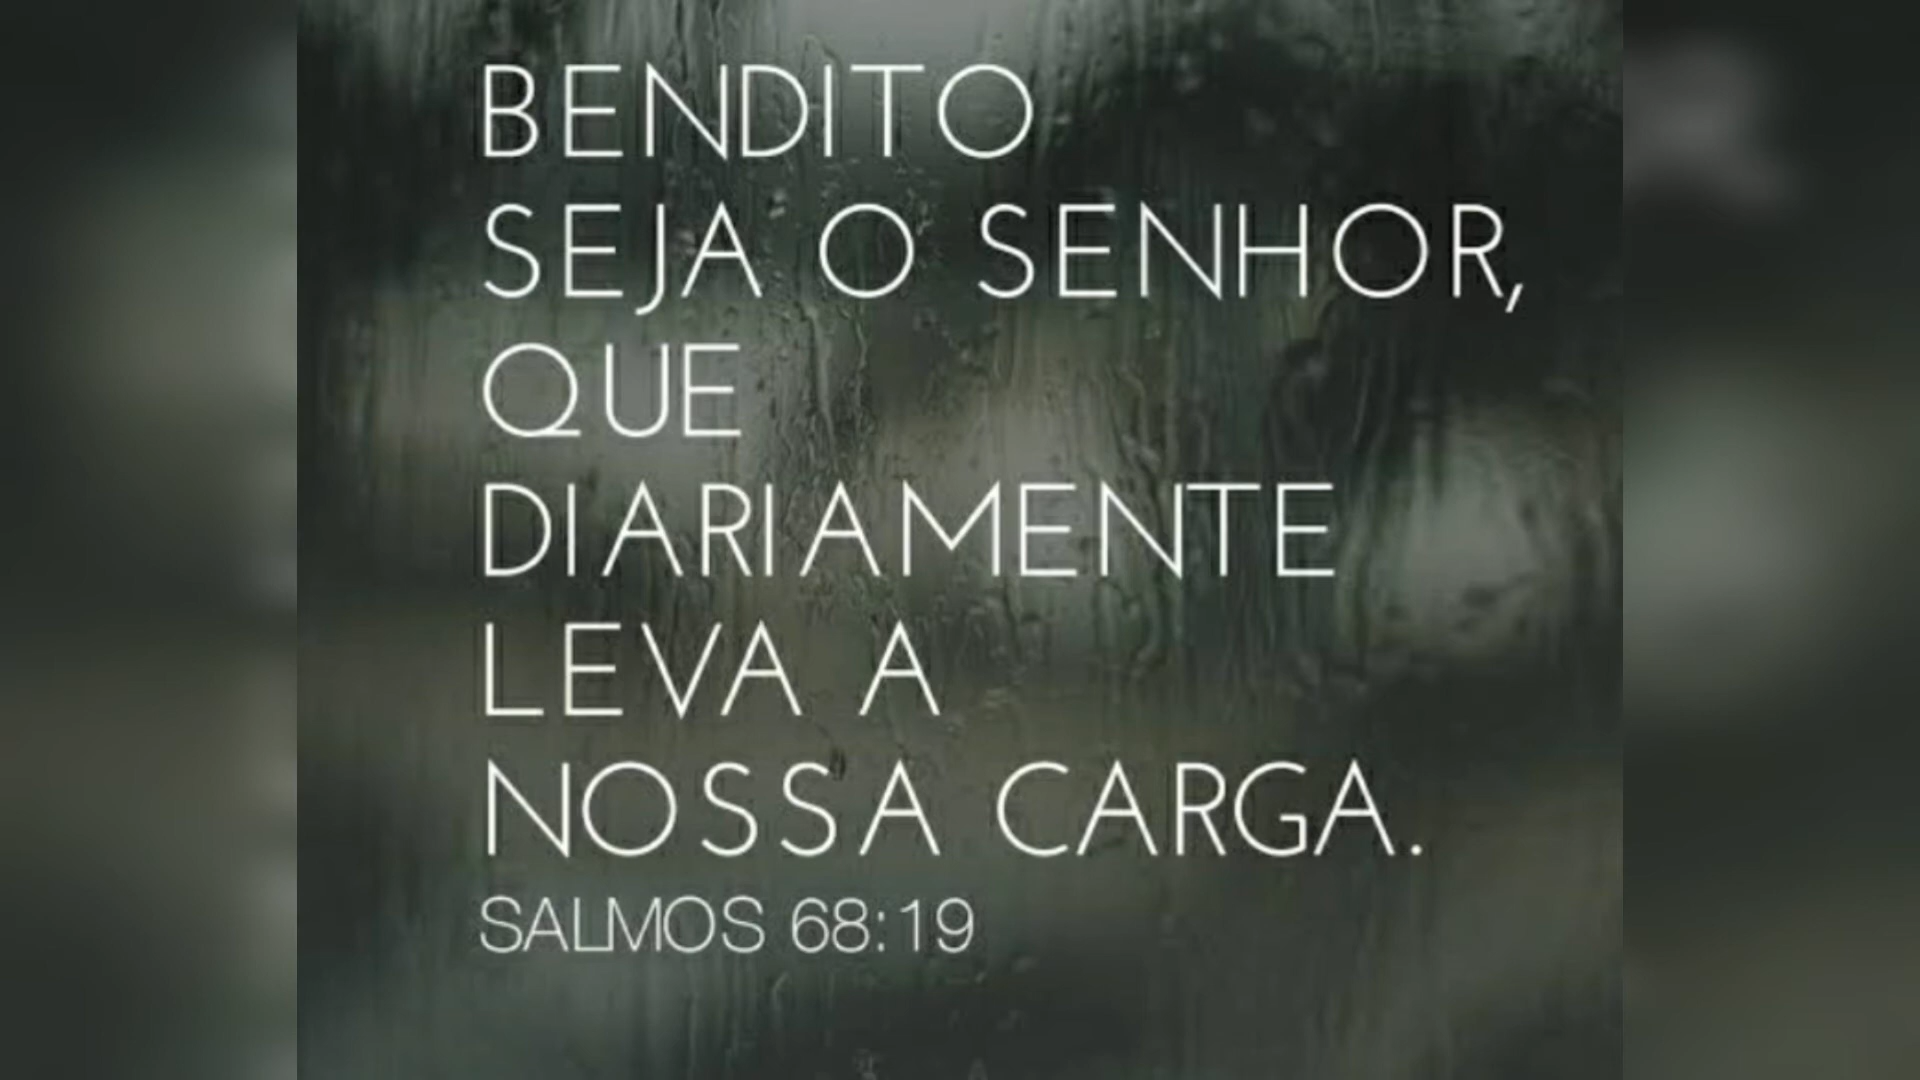 BENDITO
SEJA O SENHOR,
QUE
DIARIAMENTE
LEVA A
NOSSA CARGA.
SALMOS 68:19